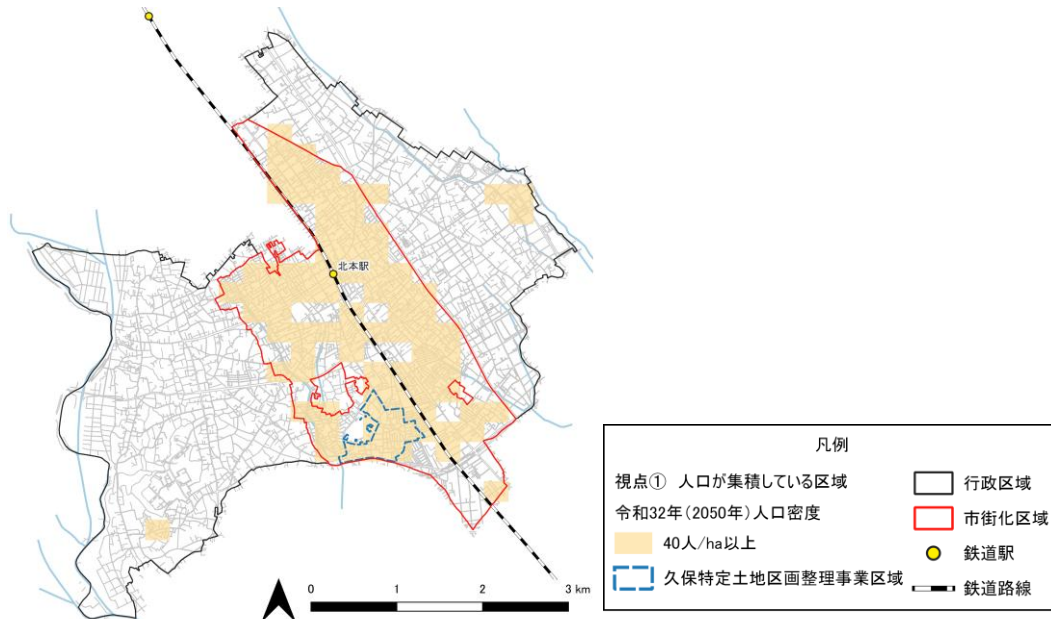 北本駅
0 1 2 3 km
凡例
視点① 人口が集積している区域
令和32年(2050年)人口密度
40人/ha以上
久保特定土地区画整理事業区域
行政区域
市街化区域
鉄道駅
鉄道路線